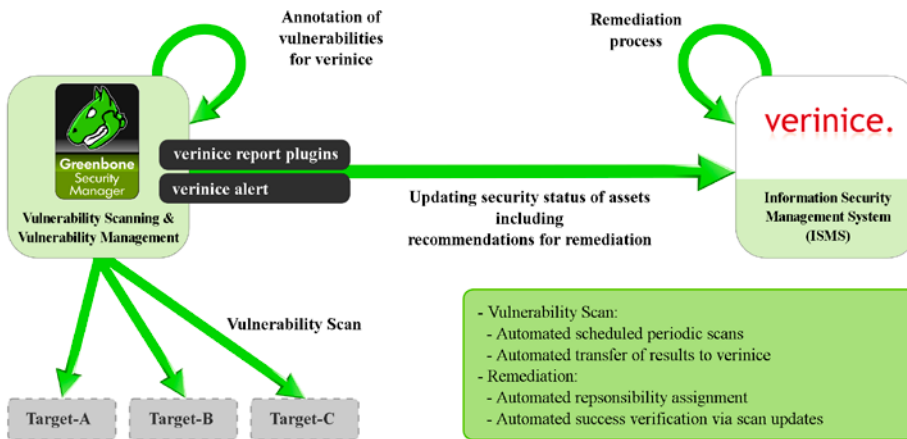 Annotation of
vulnerabilities
for verinice
Remediation
process
Greenbone
Security
Manager
verinice report plugins
verinice alert
Vulnerability Scanning &
Vulnerability Management
verinice.
Information Security
Management System
(ISMS)
Updating security status of assets
including
recommendations for remediation
Vulnerability Scan
Target-A
Target-B
Target-C
- Vulnerability Scan:
- Automated scheduled periodic scans
- Automated transfer of results to verinice
- Remediation:
- Automated repsonsibility assignment
- Automated success verification via scan updates